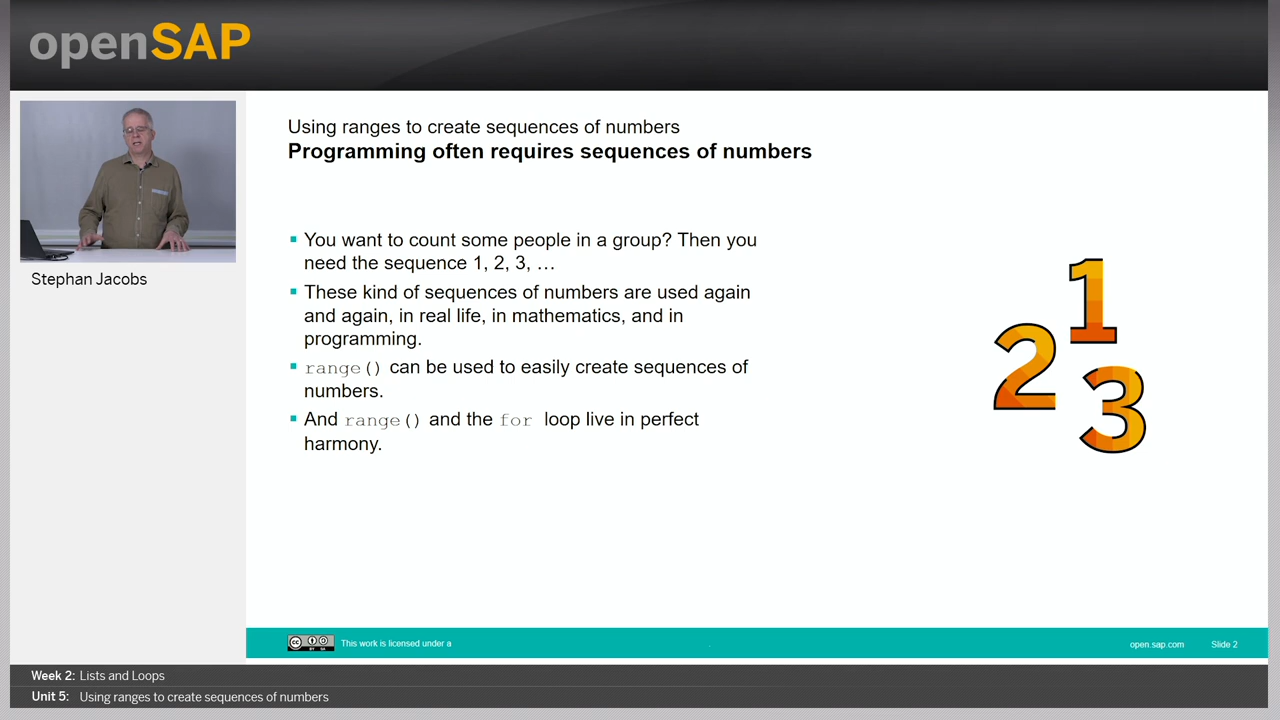 openSAP
Stephan Jacobs
Using ranges to create sequences of numbers
Programming often requires sequences of numbers
▪ You want to count some people in a group? Then you
need the sequence 1, 2, 3, …
▪ These kind of sequences of numbers are used again
and again, in real life, in mathematics, and in
programming.
▪ range() can be used to easily create sequences of
numbers.
▪ And range() and the for loop live in perfect
harmony.
1
2
3
cc BY SA This work is licensed under a
open.sap.com Slide 2
Week 2: Lists and Loops
Unit 5: Using ranges to create sequences of numbers